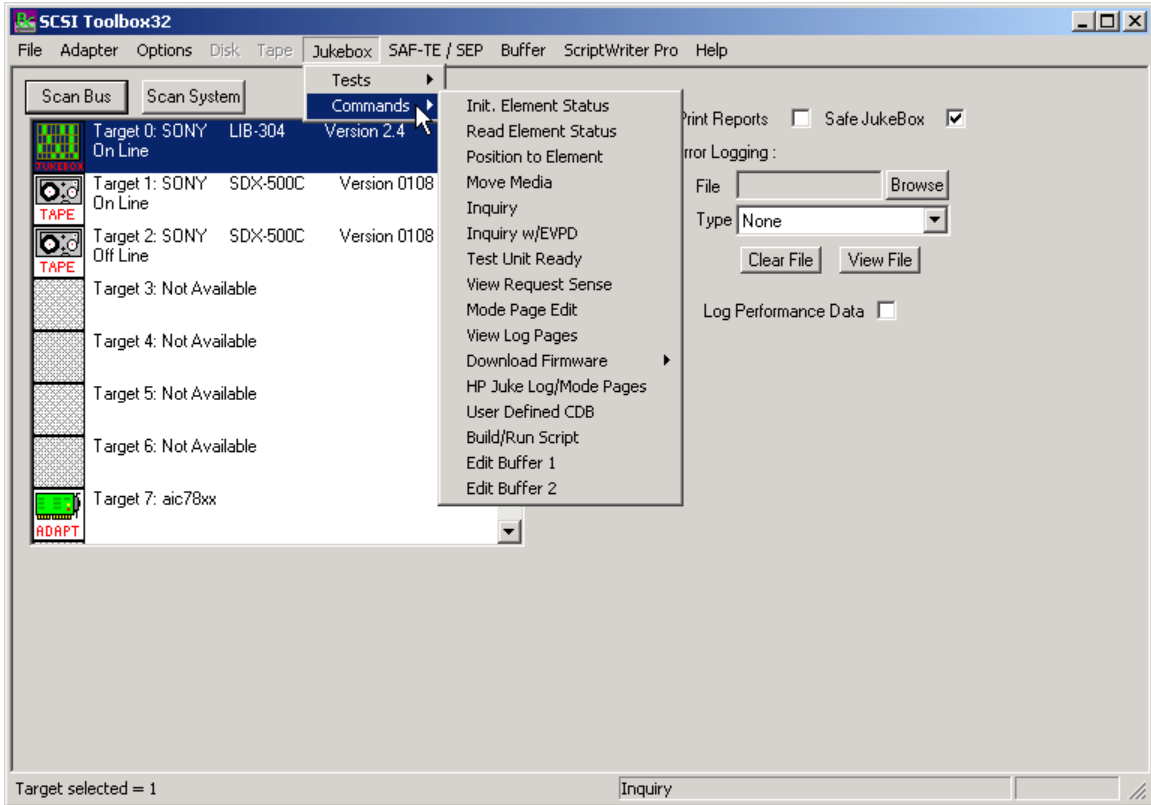 SCSI Toolbox32
File Adapter Options Disk Tape Jukebox SAF-TE / SEP Buffer ScriptWriter Pro Help
Scan Bus Scan System
Tests
Commands
Init. Element Status
Read Element Status
Position to Element
Move Media
Inquiry
Inquiry w/EVPD
Test Unit Ready
View Request Sense
Mode Page Edit
View Log Pages
Download Firmware
HP Juke Log/Mode Pages
User Defined CDB
Build/Run Script
Edit Buffer 1
Edit Buffer 2
JUKEBOX
Target 0: SONY LIB-304 Version 2.4
On Line
TAPE
Target 1: SONY SDX-500C Version 0108
On Line
TAPE
Target 2: SONY SDX-500C Version 0108
Off Line
Target 3: Not Available
Target 4: Not Available
Target 5: Not Available
Target 6: Not Available
ADAPT
Target 7: aic78xx
Print Reports Safe JukeBox
rror Logging :
File Browse
Type None
Clear File View File
Log Performance Data
Target selected = 1 Inquiry